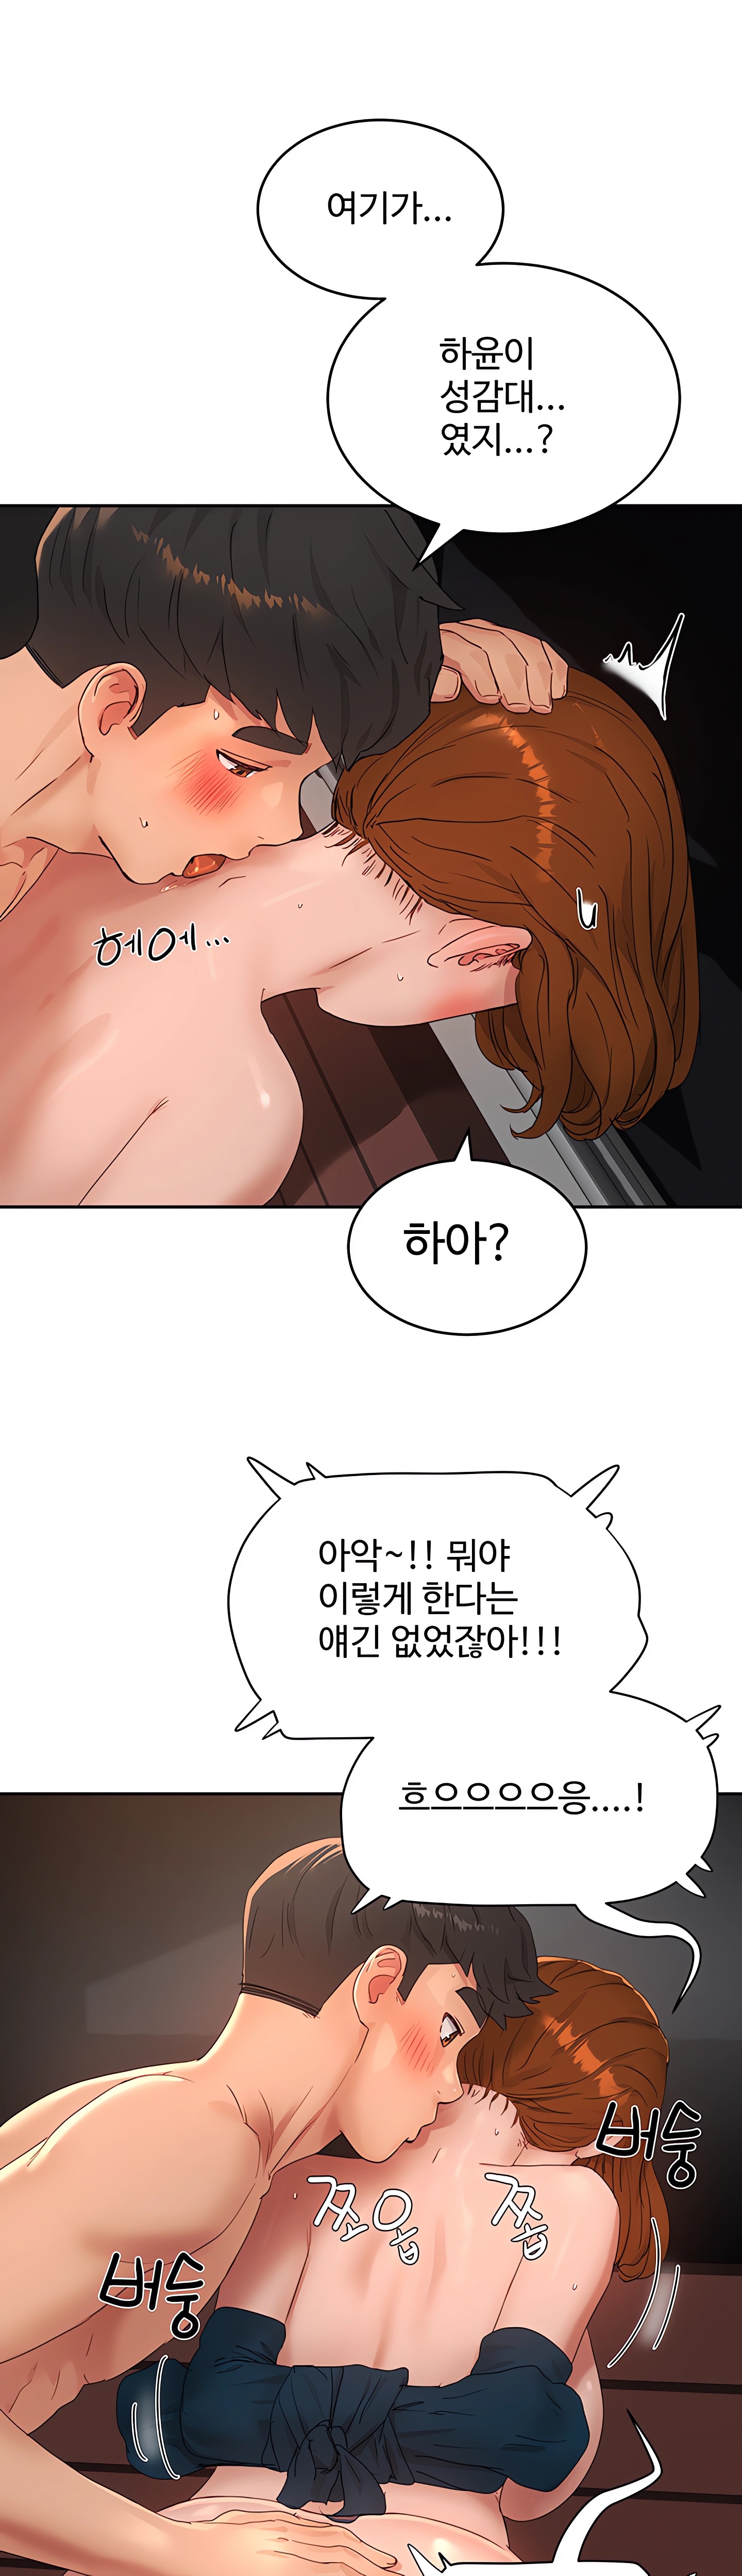 여기가...
하윤이
성감대...
였지...?
헤에...
하아?
아악~!! 뭐야
이렇게 한다는
얘긴 없었잖아!!!
흐으으으으응....!
버둥
쪼옵
쫍
버둥